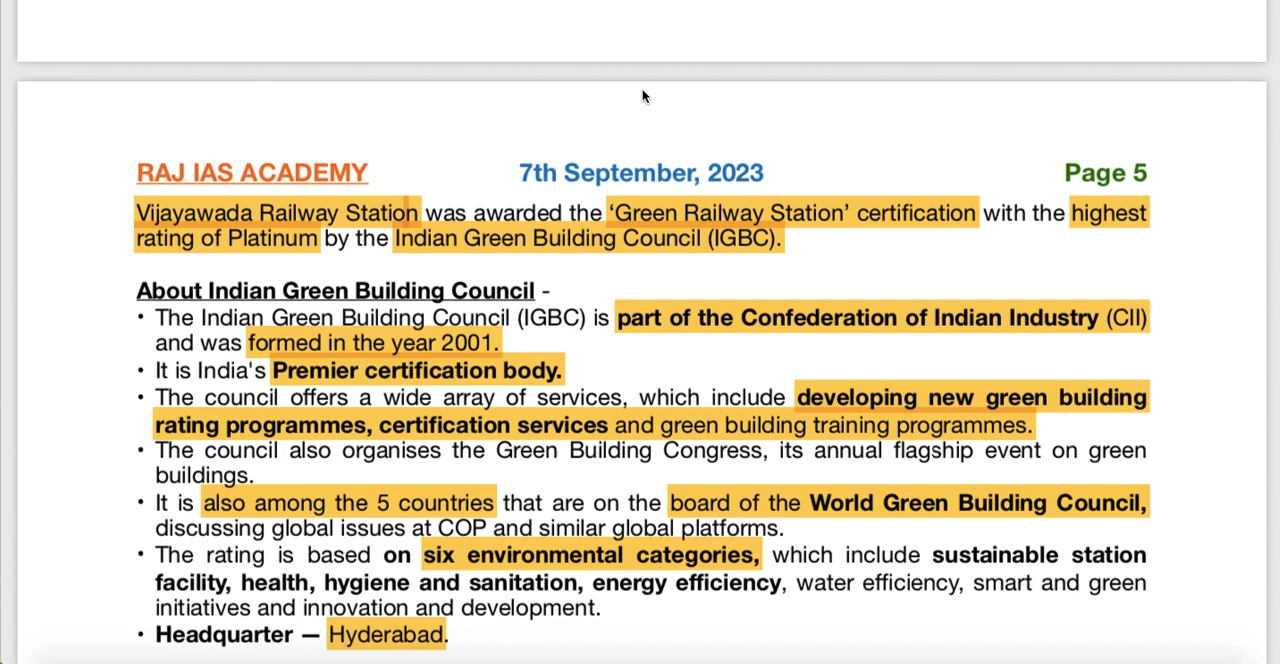 RAJ IAS ACADEMY 7th September, 2023 Page 5
Vijayawada Railway Station was awarded the ‘Green Railway Station’ certification with the highest
rating of Platinum by the Indian Green Building Council (IGBC).
About Indian Green Building Council -
• The Indian Green Building Council (IGBC) is part of the Confederation of Indian Industry (CII)
and was formed in the year 2001.
• It is India's Premier certification body.
• The council offers a wide array of services, which include developing new green building
rating programmes, certification services and green building training programmes.
• The council also organises the Green Building Congress, its annual flagship event on green
buildings.
• It is also among the 5 countries that are on the board of the World Green Building Council,
discussing global issues at COP and similar global platforms.
• The rating is based on six environmental categories, which include sustainable station
facility, health, hygiene and sanitation, energy efficiency, water efficiency, smart and green
initiatives and innovation and development.
• Headquarter — Hyderabad.